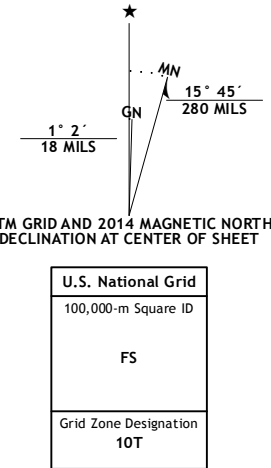 ★
MN
GN
15° 45´
280 MILS
1° 2´
18 MILS
TM GRID AND 2014 MAGNETIC NORTH
DECLINATION AT CENTER OF SHEET
U.S. National Grid
100,000-m Square ID
FS
Grid Zone Designation
10T